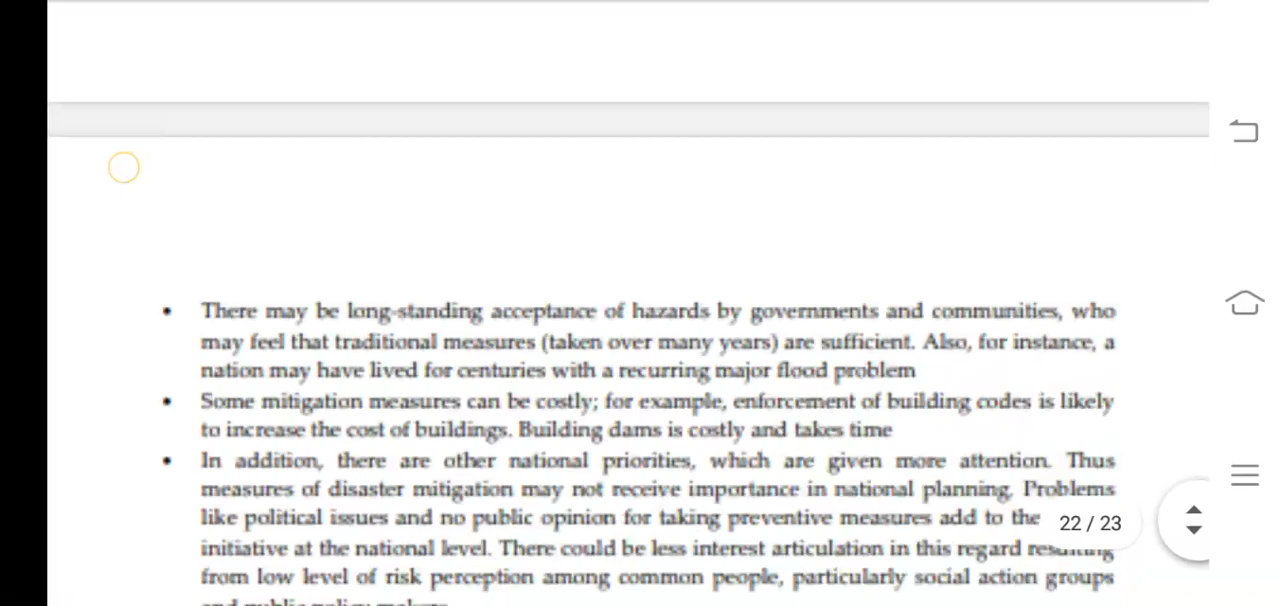 • There may be long-standing acceptance of hazards by governments and communities, who
may feel that traditional measures (taken over many years) are sufficient. Also, for instance, a
nation may have lived for centuries with a recurring major flood problem
• Some mitigation measures can be costly; for example, enforcement of building codes is likely
to increase the cost of buildings. Building dams is costly and takes time
• In addition, there are other national priorities, which are given more attention. Thus
measures of disaster mitigation may not receive importance in national planning. Problems
like political issues and no public opinion for taking preventive measures add to the
22 / 23
initiative at the national level. There could be less interest articulation in this regard resulting
from low level of risk perception among common people, particularly social action groups